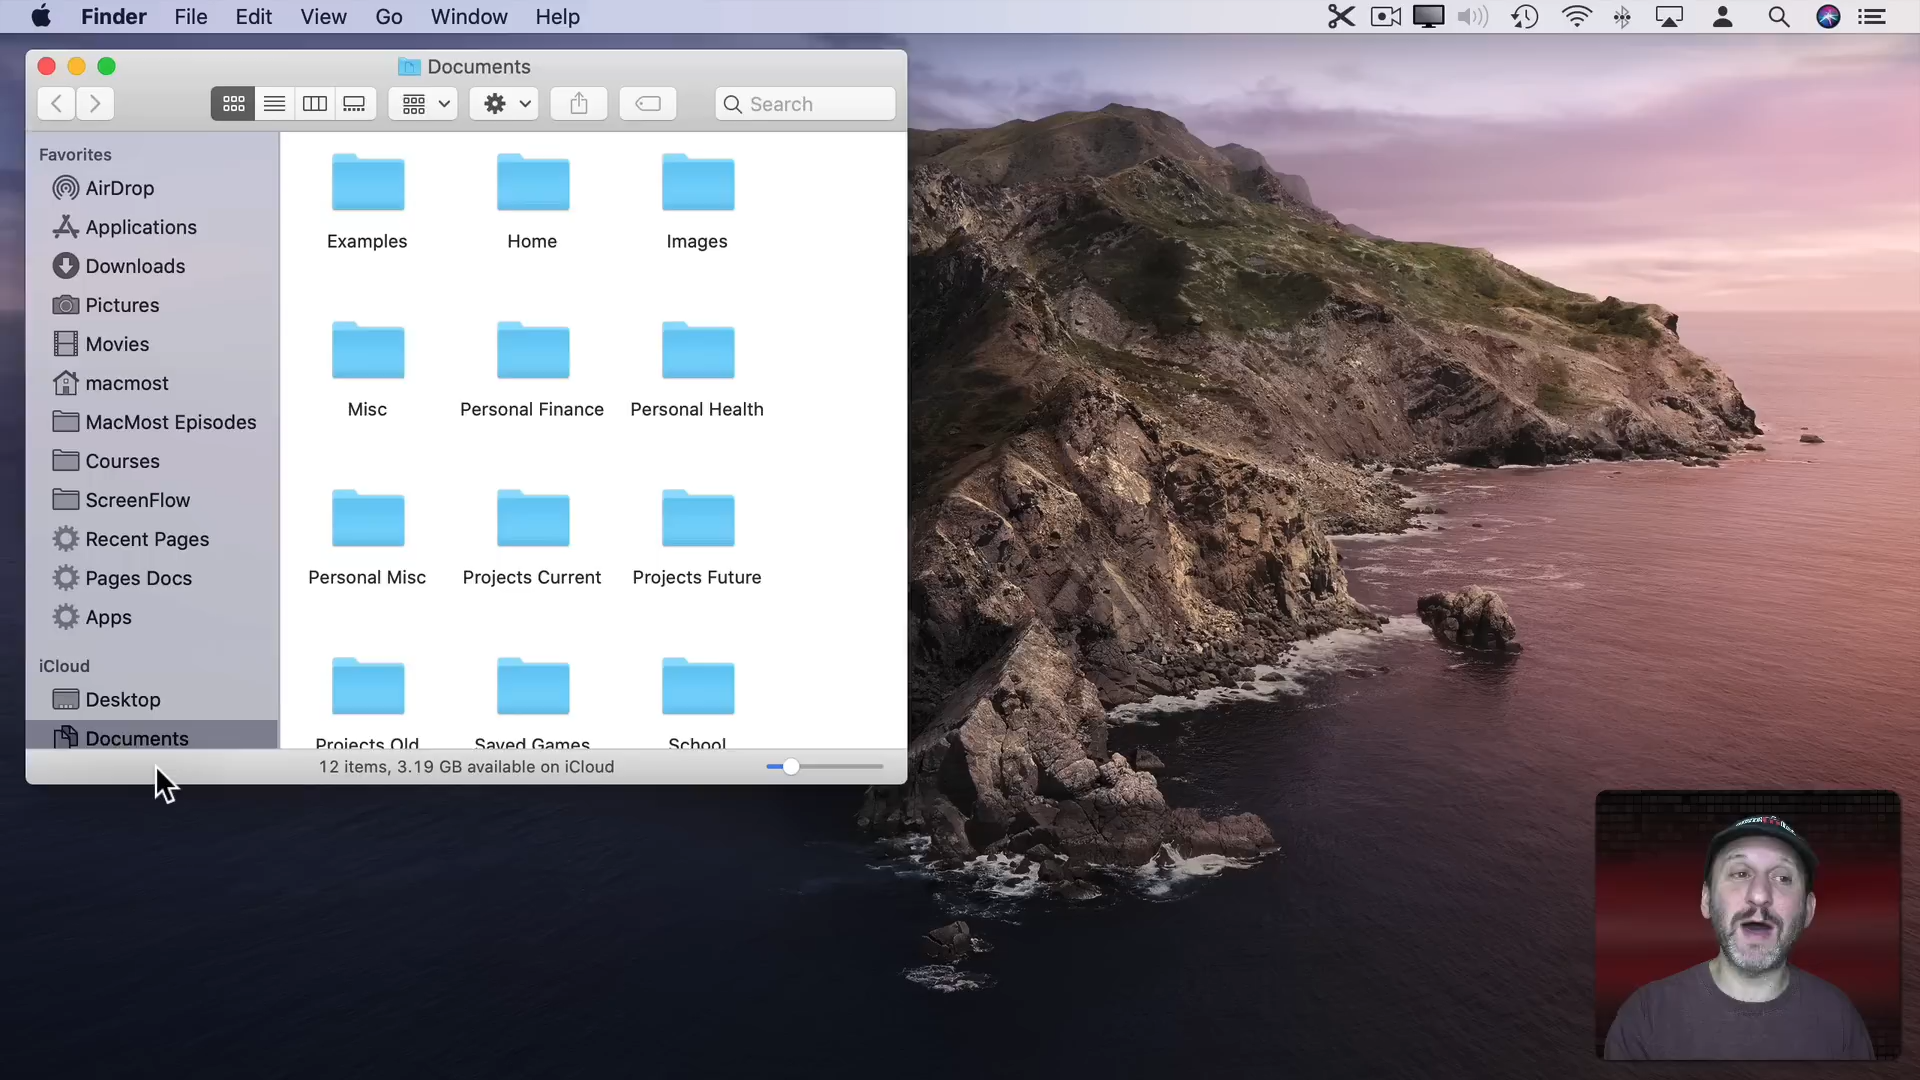 Finder File Edit View Go Window Help
Documents
Search
Favorites
AirDrop
Applications
Downloads
Pictures
Movies
macmost
MacMost Episodes
Courses
ScreenFlow
Recent Pages
Pages Docs
Apps
iCloud
Desktop
Documents
Examples Home Images
Misc Personal Finance Personal Health
Personal Misc Projects Current Projects Future
Projects Old Saved Games School
12 items, 3.19 GB available on iCloud